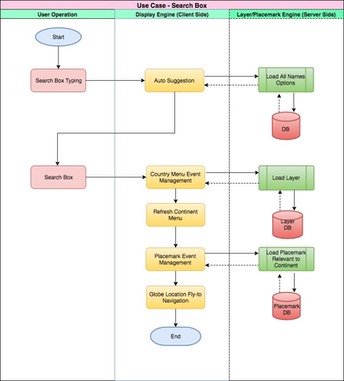 Use Case - Search Box
User Operation
Display Engine (Client Side)
Layer/Placemark Engine (Server Side)
Start
Search Box Typing
Auto Suggestion
Load All Names
Options
DB
Search Box
Country Menu Event
Management
Load Layer
Refresh Continent
Menu
Layer
DB
Placemark Event
Management
Load Placemark
Relevant to
Continent
Globe Location Fly-to
Navigation
Placemark
DB
End